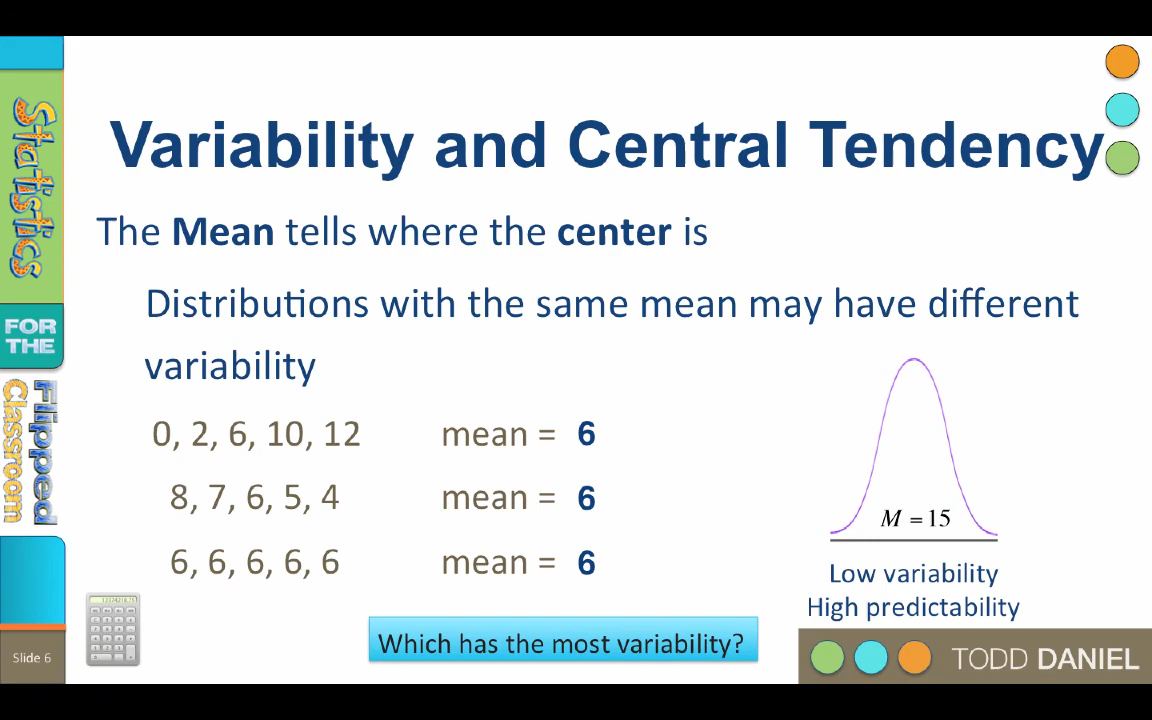 Variability and Central Tendency
The Mean tells where the center is
Distributions with the same mean may have different
variability
0, 2, 6, 10, 12 mean = 6
8, 7, 6, 5, 4 mean = 6
6, 6, 6, 6, 6 mean = 6
M = 15
Low variability
High predictability
Which has the most variability?
Statistics
FOR
THE
Flipped
Classroom
Slide 6
TODD DANIEL